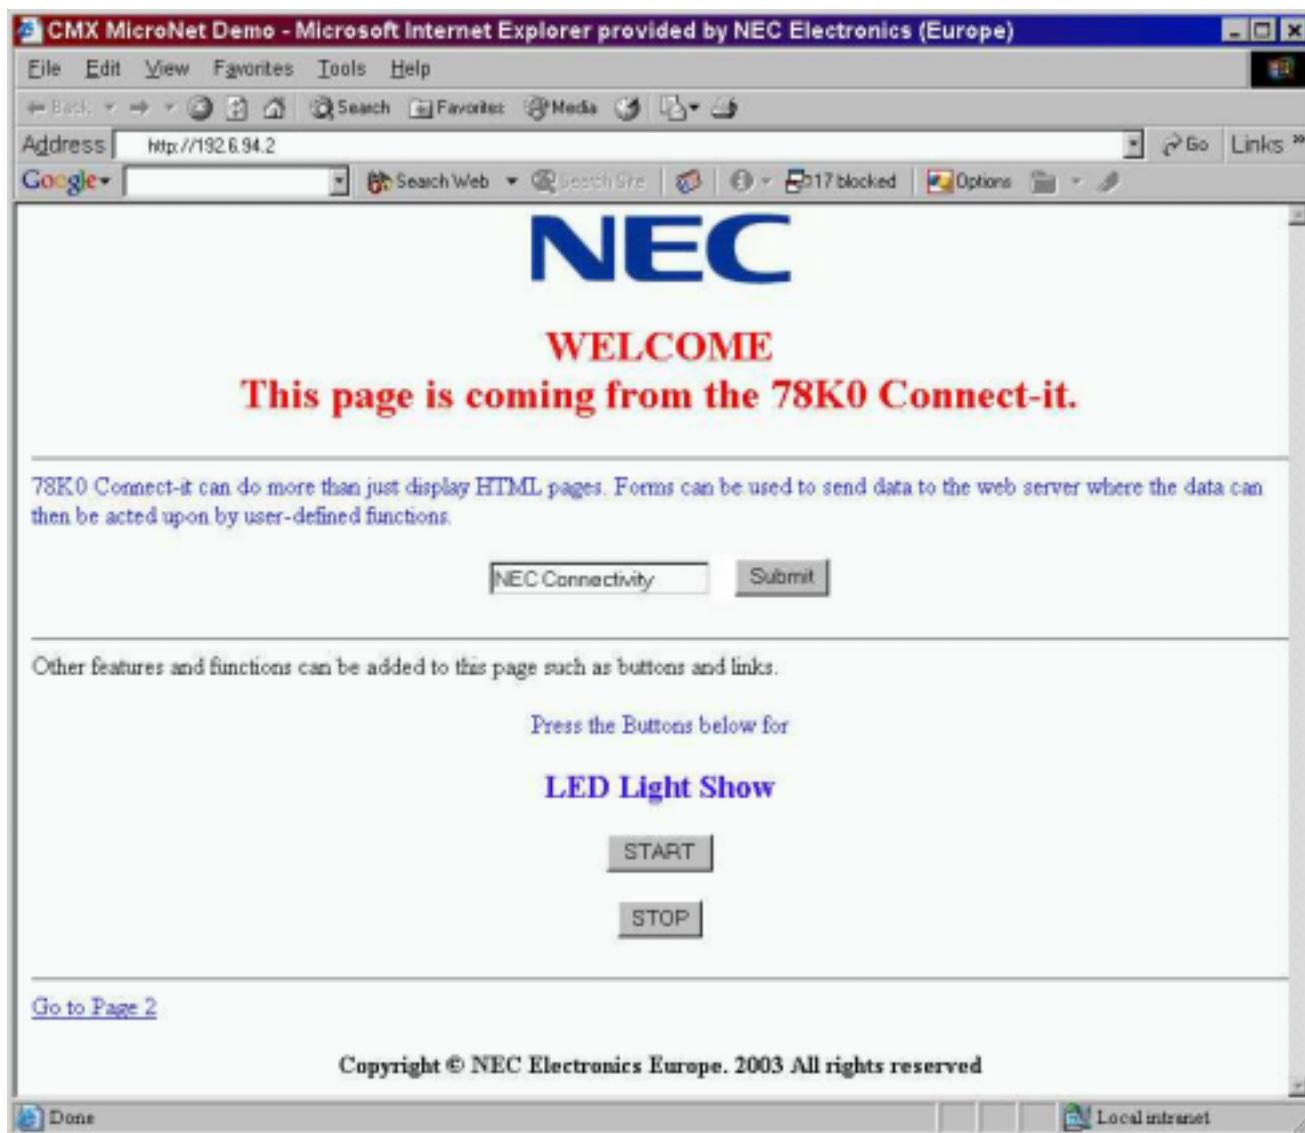 CMX MicroNet Demo - Microsoft Internet Explorer provided by NEC Electronics (Europe)
File Edit View Favorites Tools Help
Back Search Favorites Media
Address http://192.6.94.2 Go Links »
Google Search Web Search Site 17 blocked Options
NEC
WELCOME
This page is coming from the 78K0 Connect-it.
78K0 Connect-it can do more than just display HTML pages. Forms can be used to send data to the web server where the data can
then be acted upon by user-defined functions.
NEC Connectivity Submit
Other features and functions can be added to this page such as buttons and links.
Press the Buttons below for
LED Light Show
START
STOP
Go to Page 2
Copyright © NEC Electronics Europe. 2003 All rights reserved
Done Local intranet